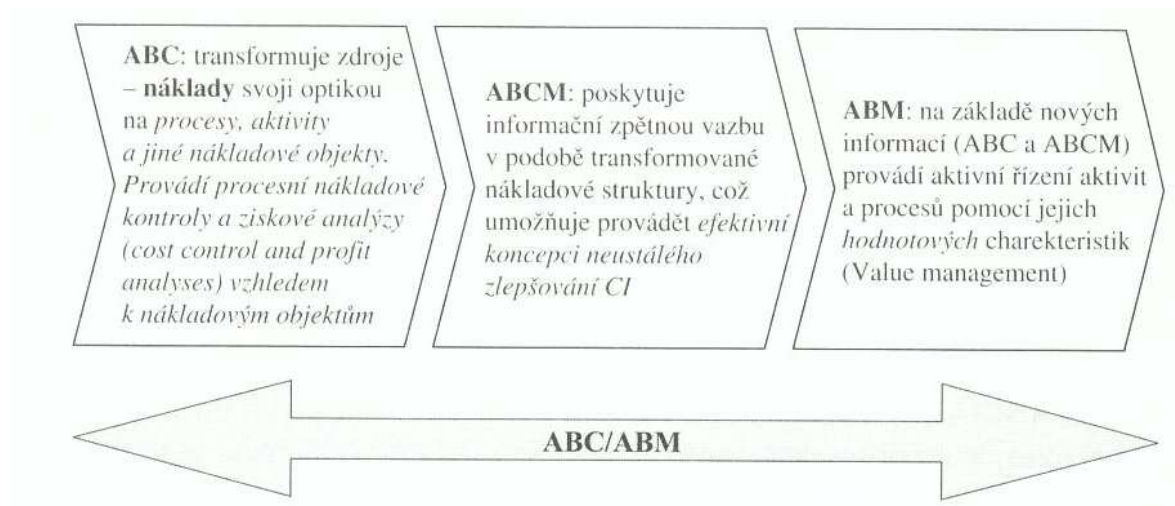 ABC: transformuje zdroje
– náklady svoji optikou
na procesy, aktivity
a jiné nákladové objekty.
Provádí procesní nákladové
kontroly a ziskové analýzy
(cost control and profit
analyses) vzhledem
k nákladovým objektům
ABCM: poskytuje
informační zpětnou vazbu
v podobě transformované
nákladové struktury, což
umožňuje provádět efektivní
koncepci neustálého
zlepšování CI
ABM: na základě nových
informací (ABC a ABCM)
provádí aktivní řízení aktivit
a procesů pomocí jejich
hodnotových charekteristik
(Value management)
ABC/ABM